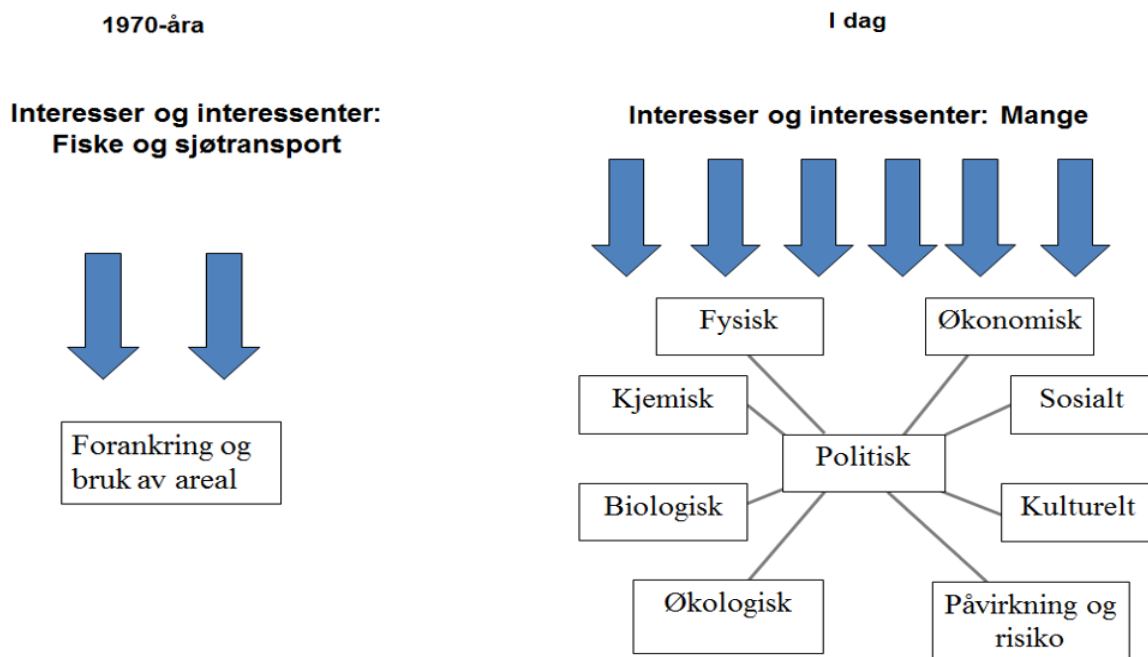 1970-åra
Interesser og interessenter:
Fiske og sjøtransport
Forankring og
bruk av areal
I dag
Interesser og interessenter: Mange
Fysisk
Økonomisk
Kjemisk
Sosialt
Politisk
Biologisk
Kulturelt
Økologisk
Påvirkning og
risiko